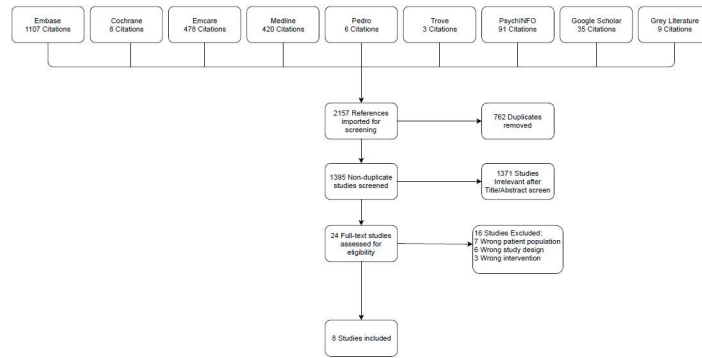 Embase
1107 Citations
Cochrane
8 Citations
Emcare
478 Citations
Medline
420 Citations
Pedro
6 Citations
Trove
3 Citations
PsychINFO
91 Citations
Google Scholar
35 Citations
Grey Literature
9 Citations
2157 References
imported for
screening
762 Duplicates
removed
1395 Non-duplicate
studies screened
1371 Studies
Irrelevant after
Title/Abstract screen
24 Full-text studies
assessed for
eligibility
16 Studies Excluded:
7 Wrong patient population
6 Wrong study design
3 Wrong intervention
8 Studies included